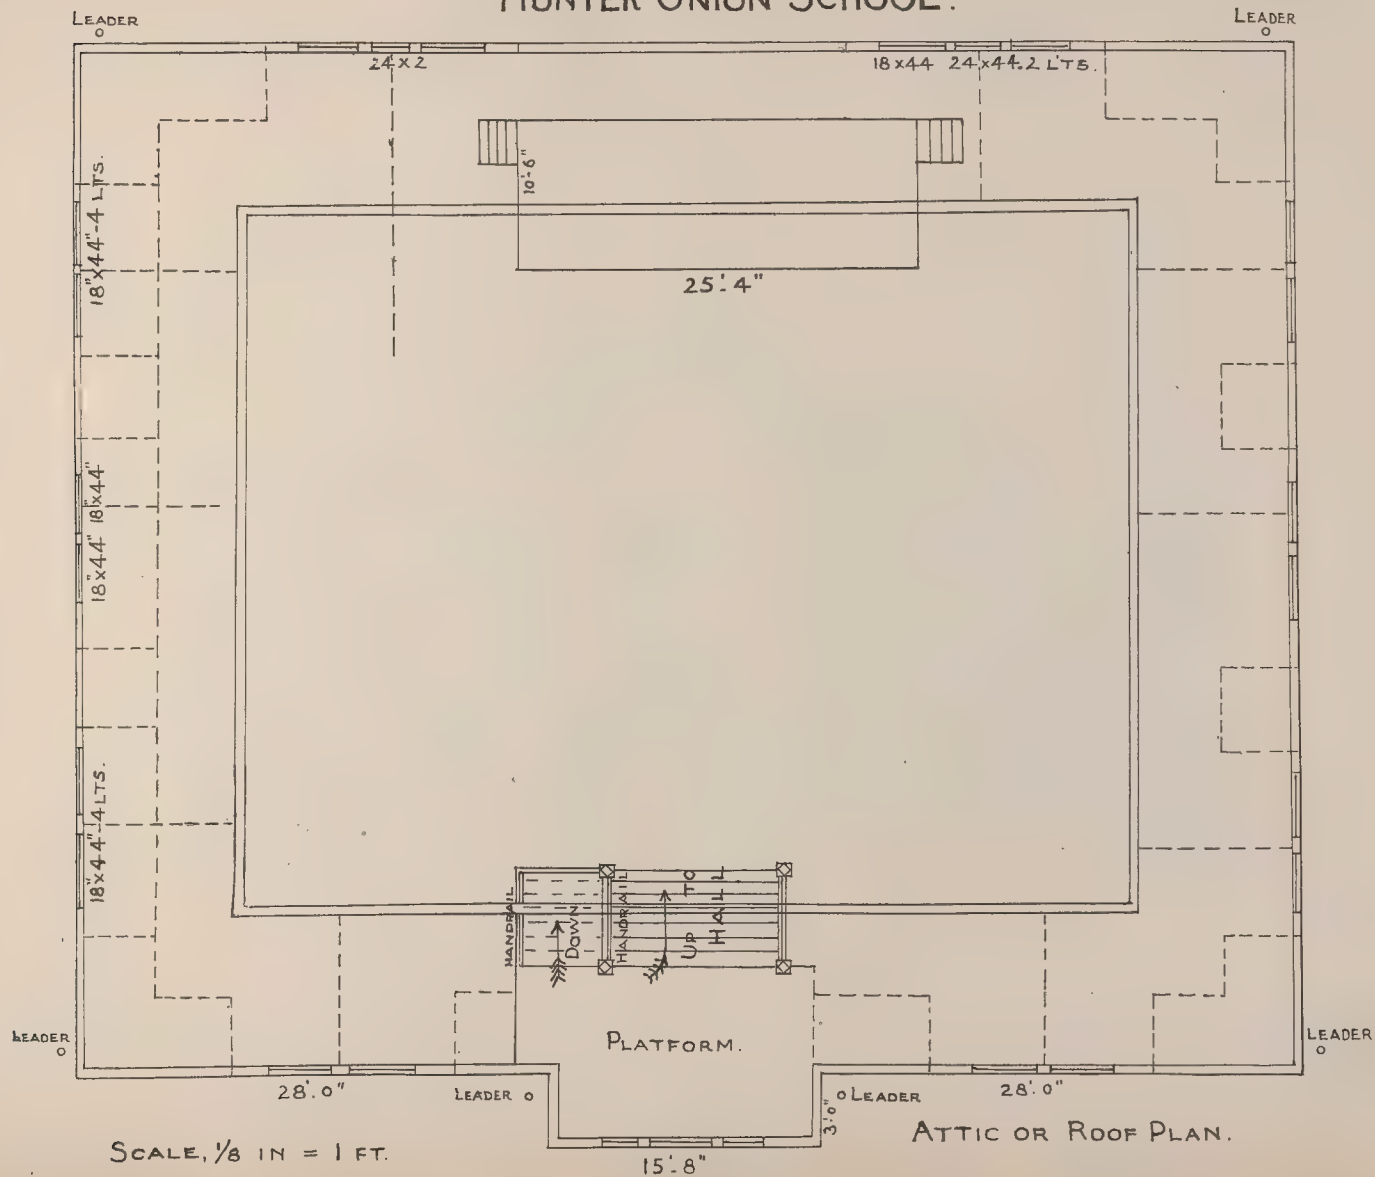 HUNTER UNION SCHOOL.
LEADER
LEADER
24 x 2
18 x 44 24 x 44. 2 L'TS.
10'-6"
25'-4"
18" x 44"-4 LTS.
18" x 44" 18" x 44"
18" x 44"-4 LTS.
HANDRAIL
DOWN
HANDRAIL
UP TO
HALL
PLATFORM.
LEADER
LEADER
28'.0"
LEADER
LEADER
28'.0"
3'.0"
15'-8"
SCALE, 1/8 IN = 1 FT.
ATTIC OR ROOF PLAN.